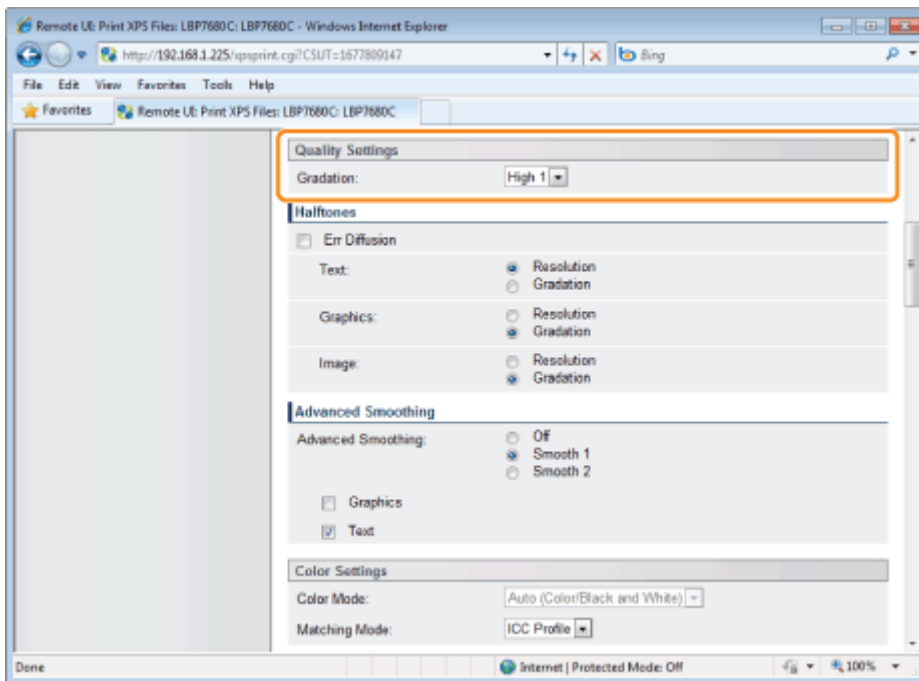 Remote UI: Print XPS Files: LBP7680C: LBP7680C - Windows Internet Explorer
http://192.168.1.225/xpsprint.cgi?CSUT=1677809147
Bing
File Edit View Favorites Tools Help
Favorites
Remote UI: Print XPS Files: LBP7680C: LBP7680C
Quality Settings
Gradation: High 1
Halftones
Err Diffusion
Text: Resolution
Gradation
Graphics: Resolution
Gradation
Image: Resolution
Gradation
Advanced Smoothing
Advanced Smoothing: Off
Smooth 1
Smooth 2
Graphics
Text
Color Settings
Color Mode: Auto (Color/Black and White)
Matching Mode: ICC Profile
Done Internet | Protected Mode: Off 100%